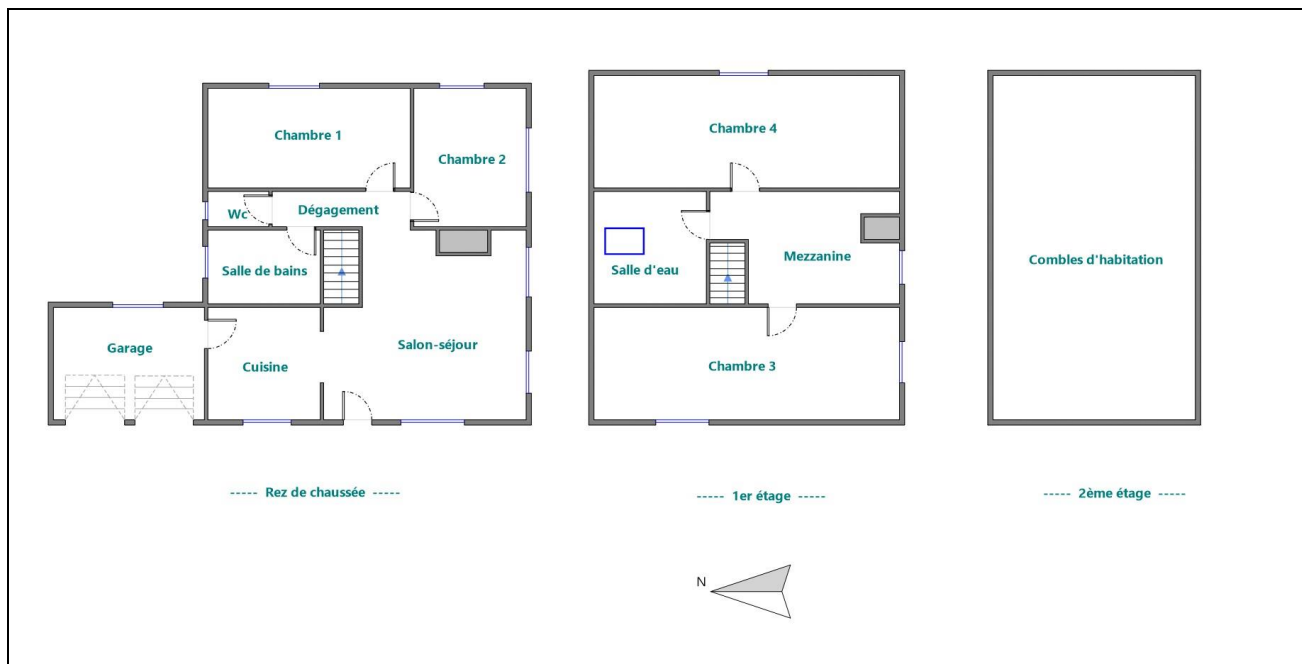 Chambre 1
Chambre 2
Wc
Dégagement
Salle de bains
Garage
Cuisine
Salon-séjour
----- Rez de chaussée -----
Chambre 4
Salle d'eau
Mezzanine
Chambre 3
----- 1er étage -----
Combles d'habitation
----- 2ème étage -----
N